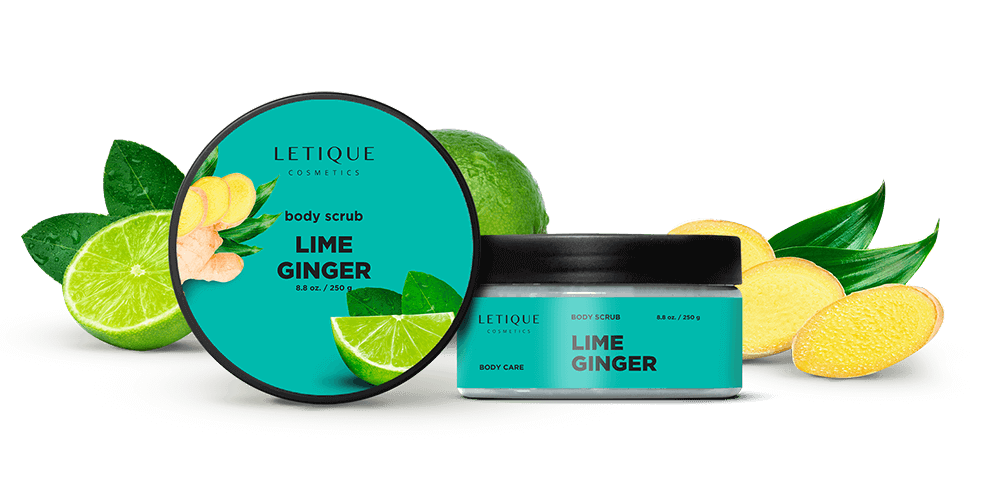 LETIQUE
COSMETICS
body scrub
LIME
GINGER
8.8 oz. / 250 g
LETIQUE
COSMETICS
BODY CARE
BODY SCRUB
8.8 oz. / 250 g
LIME
GINGER